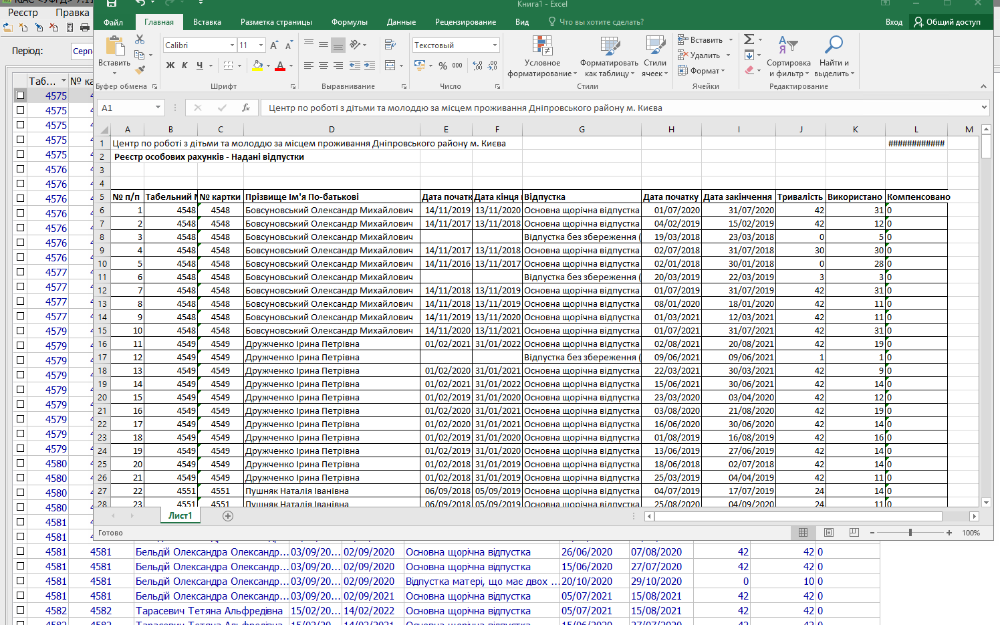 Реєстр Правка
Період: Серп
Книга1 - Excel
Файл Главная Вставка Разметка страницы Формулы Данные Рецензирование Вид Что вы хотите сделать? Вход Общий доступ
Вставить
Calibri 11
Ж К Ч
Текстовый
% 000
Условное форматирование
Форматировать как таблицу
Стили ячеек
Вставить
Удалить
Формат
Сортировка и фильтр
Найти и выделить
Буфер обмена Шрифт Выравнивание Число Стили Ячейки Редактирование
A1 fx Центр по роботі з дітьми та молоддю за місцем проживання Дніпровського району м. Києва
A B C D E F G H I J K L M
1 Центр по роботі з дітьми та молоддю за місцем проживання Дніпровського району м. Києва ############
2 Реєстр особових рахунків - Надані відпустки
3
4
5 № п/п Табельний № картки Прізвище Ім'я По-батькові Дата початк Дата кінця Відпустка Дата початку Дата закінчення Тривалість Використано Компенсовано
6 1 4548 4548 Бовсуновський Олександр Михайлович 14/11/2019 13/11/2020 Основна щорічна відпустка 01/07/2020 31/07/2020 42 31 0
7 2 4548 4548 Бовсуновський Олександр Михайлович 14/11/2017 13/11/2018 Основна щорічна відпустка 04/02/2019 15/02/2019 42 12 0
8 3 4548 4548 Бовсуновський Олександр Михайлович Відпустка без збереження ( 19/03/2018 23/03/2018 0 5 0
9 4 4548 4548 Бовсуновський Олександр Михайлович 14/11/2017 13/11/2018 Основна щорічна відпустка 02/07/2018 31/07/2018 30 30 0
10 5 4548 4548 Бовсуновський Олександр Михайлович 14/11/2016 13/11/2017 Основна щорічна відпустка 02/01/2018 30/01/2018 0 28 0
11 6 4548 4548 Бовсуновський Олександр Михайлович Відпустка без збереження ( 20/03/2019 22/03/2019 3 3 0
12 7 4548 4548 Бовсуновський Олександр Михайлович 14/11/2018 13/11/2019 Основна щорічна відпустка 01/07/2019 31/07/2019 42 31 0
13 8 4548 4548 Бовсуновський Олександр Михайлович 14/11/2018 13/11/2019 Основна щорічна відпустка 08/01/2020 18/01/2020 42 11 0
14 9 4548 4548 Бовсуновський Олександр Михайлович 14/11/2019 13/11/2020 Основна щорічна відпустка 01/03/2021 12/03/2021 42 11 0
15 10 4548 4548 Бовсуновський Олександр Михайлович 14/11/2020 13/11/2021 Основна щорічна відпустка 01/07/2021 31/07/2021 42 31 0
16 11 4549 4549 Дружченко Ірина Петрівна 01/02/2021 31/01/2022 Основна щорічна відпустка 02/08/2021 20/08/2021 42 19 0
17 12 4549 4549 Дружченко Ірина Петрівна Відпустка без збереження ( 09/06/2021 09/06/2021 1 1 0
18 13 4549 4549 Дружченко Ірина Петрівна 01/02/2020 31/01/2021 Основна щорічна відпустка 22/03/2021 30/03/2021 42 9 0
19 14 4549 4549 Дружченко Ірина Петрівна 01/02/2021 31/01/2022 Основна щорічна відпустка 15/06/2021 30/06/2021 42 14 0
20 15 4549 4549 Дружченко Ірина Петрівна 01/02/2019 31/01/2020 Основна щорічна відпустка 23/03/2020 03/04/2020 42 12 0
21 16 4549 4549 Дружченко Ірина Петрівна 01/02/2020 31/01/2021 Основна щорічна відпустка 03/08/2020 21/08/2020 42 19 0
22 17 4549 4549 Дружченко Ірина Петрівна 01/02/2020 31/01/2021 Основна щорічна відпустка 16/06/2020 30/06/2020 42 14 0
23 18 4549 4549 Дружченко Ірина Петрівна 01/02/2019 31/01/2020 Основна щорічна відпустка 01/08/2019 16/08/2019 42 16 0
24 19 4549 4549 Дружченко Ірина Петрівна 01/02/2019 31/01/2020 Основна щорічна відпустка 13/06/2019 27/06/2019 42 14 0
25 20 4549 4549 Дружченко Ірина Петрівна 01/02/2018 31/01/2019 Основна щорічна відпустка 18/06/2018 02/07/2018 42 14 0
26 21 4549 4549 Дружченко Ірина Петрівна 01/02/2018 31/01/2019 Основна щорічна відпустка 25/03/2019 04/04/2019 42 11 0
27 22 4551 4551 Пушняк Наталія Іванівна 06/09/2018 05/09/2019 Основна щорічна відпустка 04/07/2019 17/07/2019 24 14 0
28 23 4551 4551 Пушняк Наталія Іванівна 06/09/2018 05/09/2019 Основна щорічна відпустка 25/08/2020 04/09/2020 24 11 0
Лист1
Готово 100%
Таб... № ка
4575
4575
4575
4575
4575
4576
4576
4576
4576
4576
4576
4576
4577
4577
4577
4577
4579
4579
4579
4579
4579
4579
4579
4579
4579
4580
4580
4580
4580
4581
4581
4581 4581 Бельдій Олександра Олександр... 03/09/20... 02/09/2020 Основна щорічна відпустка 26/06/2020 07/08/2020 42 42 0
4581 4581 Бельдій Олександра Олександр... 03/09/20... 02/09/2020 Основна щорічна відпустка 15/06/2020 27/07/2020 42 42 0
4581 4581 Бельдій Олександра Олександр... 03/09/20... 02/09/2020 Відпустка матері, що має двох ... 20/10/2020 29/10/2020 0 10 0
4581 4581 Бельдій Олександра Олександр... 03/09/20... 02/09/2021 Основна щорічна відпустка 05/07/2021 15/08/2021 42 42 0
4582 4582 Тарасевич Тетяна Альфредівна 15/02/20... 14/02/2022 Основна щорічна відпустка 05/07/2021 15/08/2021 42 42 0